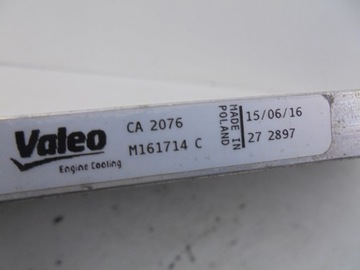 Valeo
Engine Cooling
CA 2076
M161714 C
MADE IN
POLAND
15/06/16
27 2897